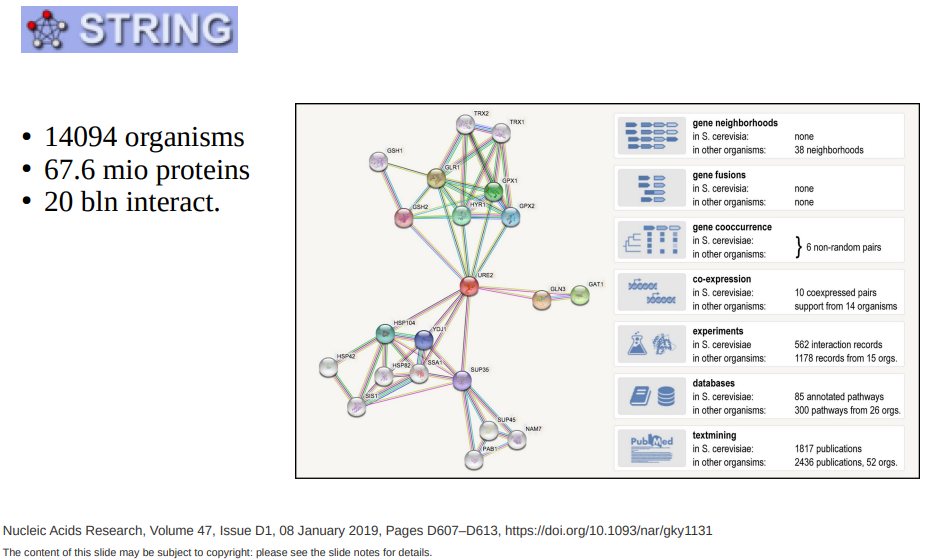 STRING
14094 organisms
67.6 mio proteins
20 bln interact.
TRX2
TRX1
GSH1
GLR1
GPX1
GSH2
HYR1
GPX2
URE2
GLN3
GAT1
HSP104
YDJ1
HSP42
HSP82
SSA1
SUP35
SIS1
SUP45
NAM7
PAB1
gene neighborhoods
in S. cerevisia: none
in other organisms: 38 neighborhoods
gene fusions
in S. cerevisiae: none
in other organisms: none
gene cooccurrence
in S. cerevisiae:
in other organisms:
} 6 non-random pairs
co-expression
in S. cerevisiae: 10 coexpressed pairs
in other organisms: support from 14 organisms
experiments
in S. cerevisiae 562 interaction records
in other organsims: 1178 records from 15 orgs.
databases
in S. cerevisiae: 85 annotated pathways
in other organisms: 300 pathways from 26 orgs.
PubMed
textmining
in S. cerevisiae: 1817 publications
in other organsims: 2436 publications, 52 orgs.
Nucleic Acids Research, Volume 47, Issue D1, 08 January 2019, Pages D607–D613, https://doi.org/10.1093/nar/gky1131
The content of this slide may be subject to copyright: please see the slide notes for details.